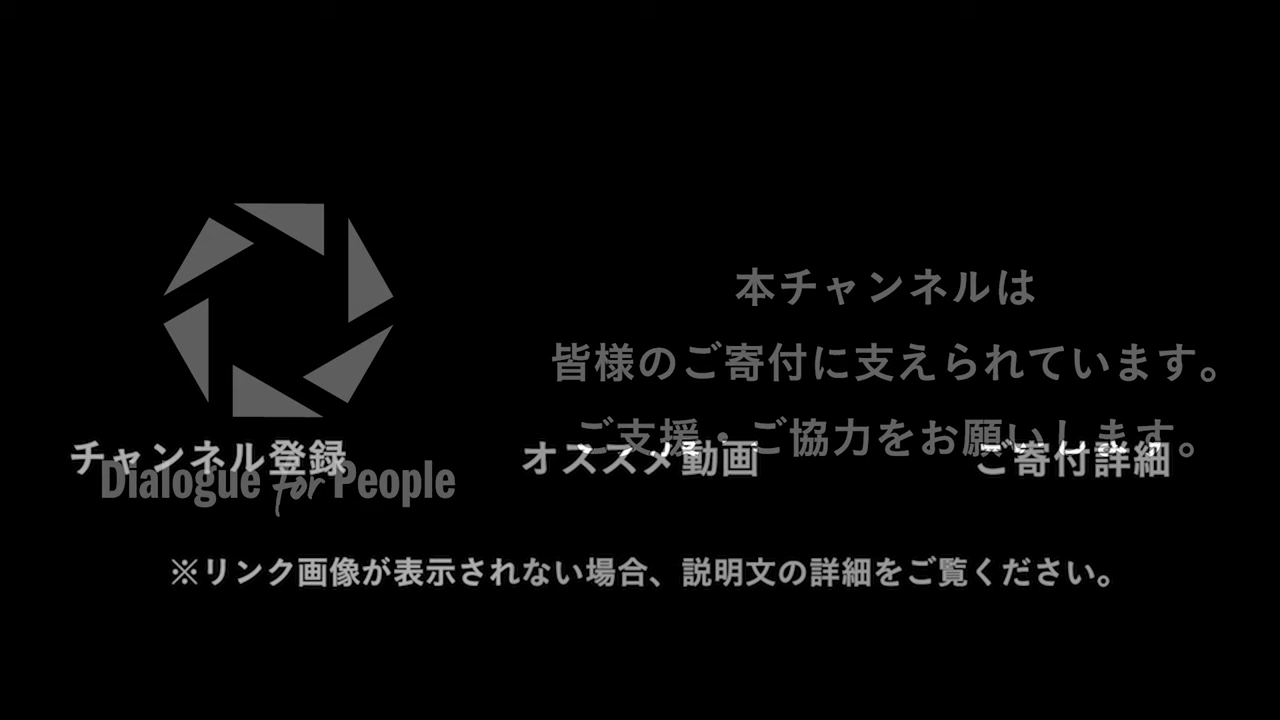 本チャンネルは
皆様のご寄付に支えられています。
ご支援・ご協力をお願いします。
チャンネル登録
オススメ動画
ご寄付詳細
Dialogue for People
※リンク画像が表示されない場合、説明文の詳細をご覧ください。